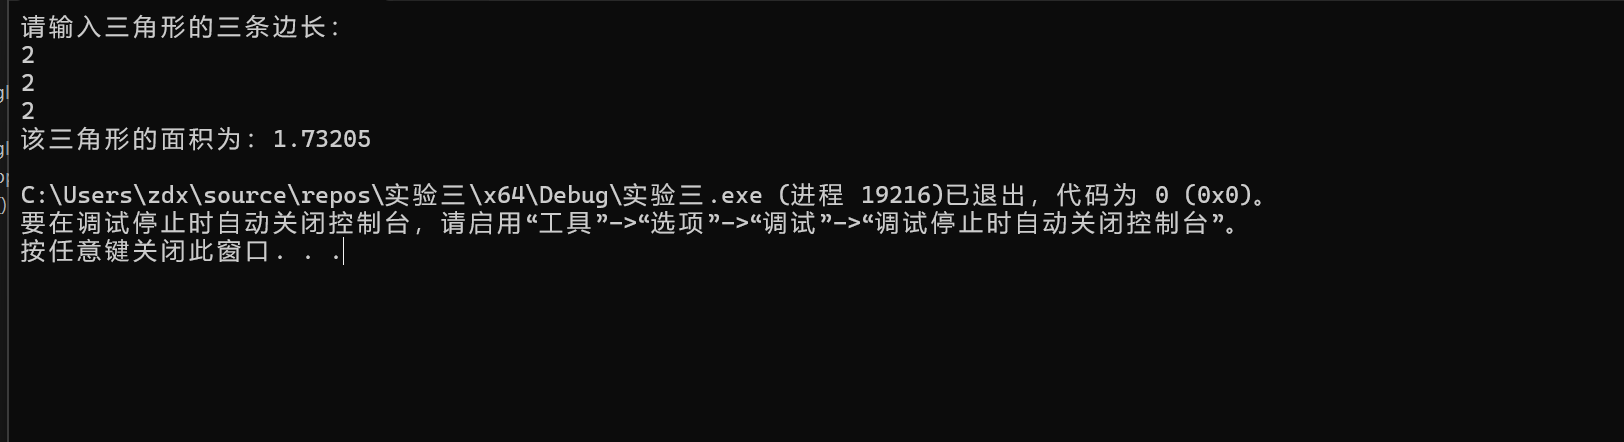 请输入三角形的三条边长：
2
2
2
该三角形的面积为：1.73205
C:\Users\zdx\source\repos\实验三\x64\Debug\实验三.exe (进程 19216)已退出，代码为 0 (0x0)。
要在调试停止时自动关闭控制台，请启用“工具”->“选项”->“调试”->“调试停止时自动关闭控制台”。
按任意键关闭此窗口. . .